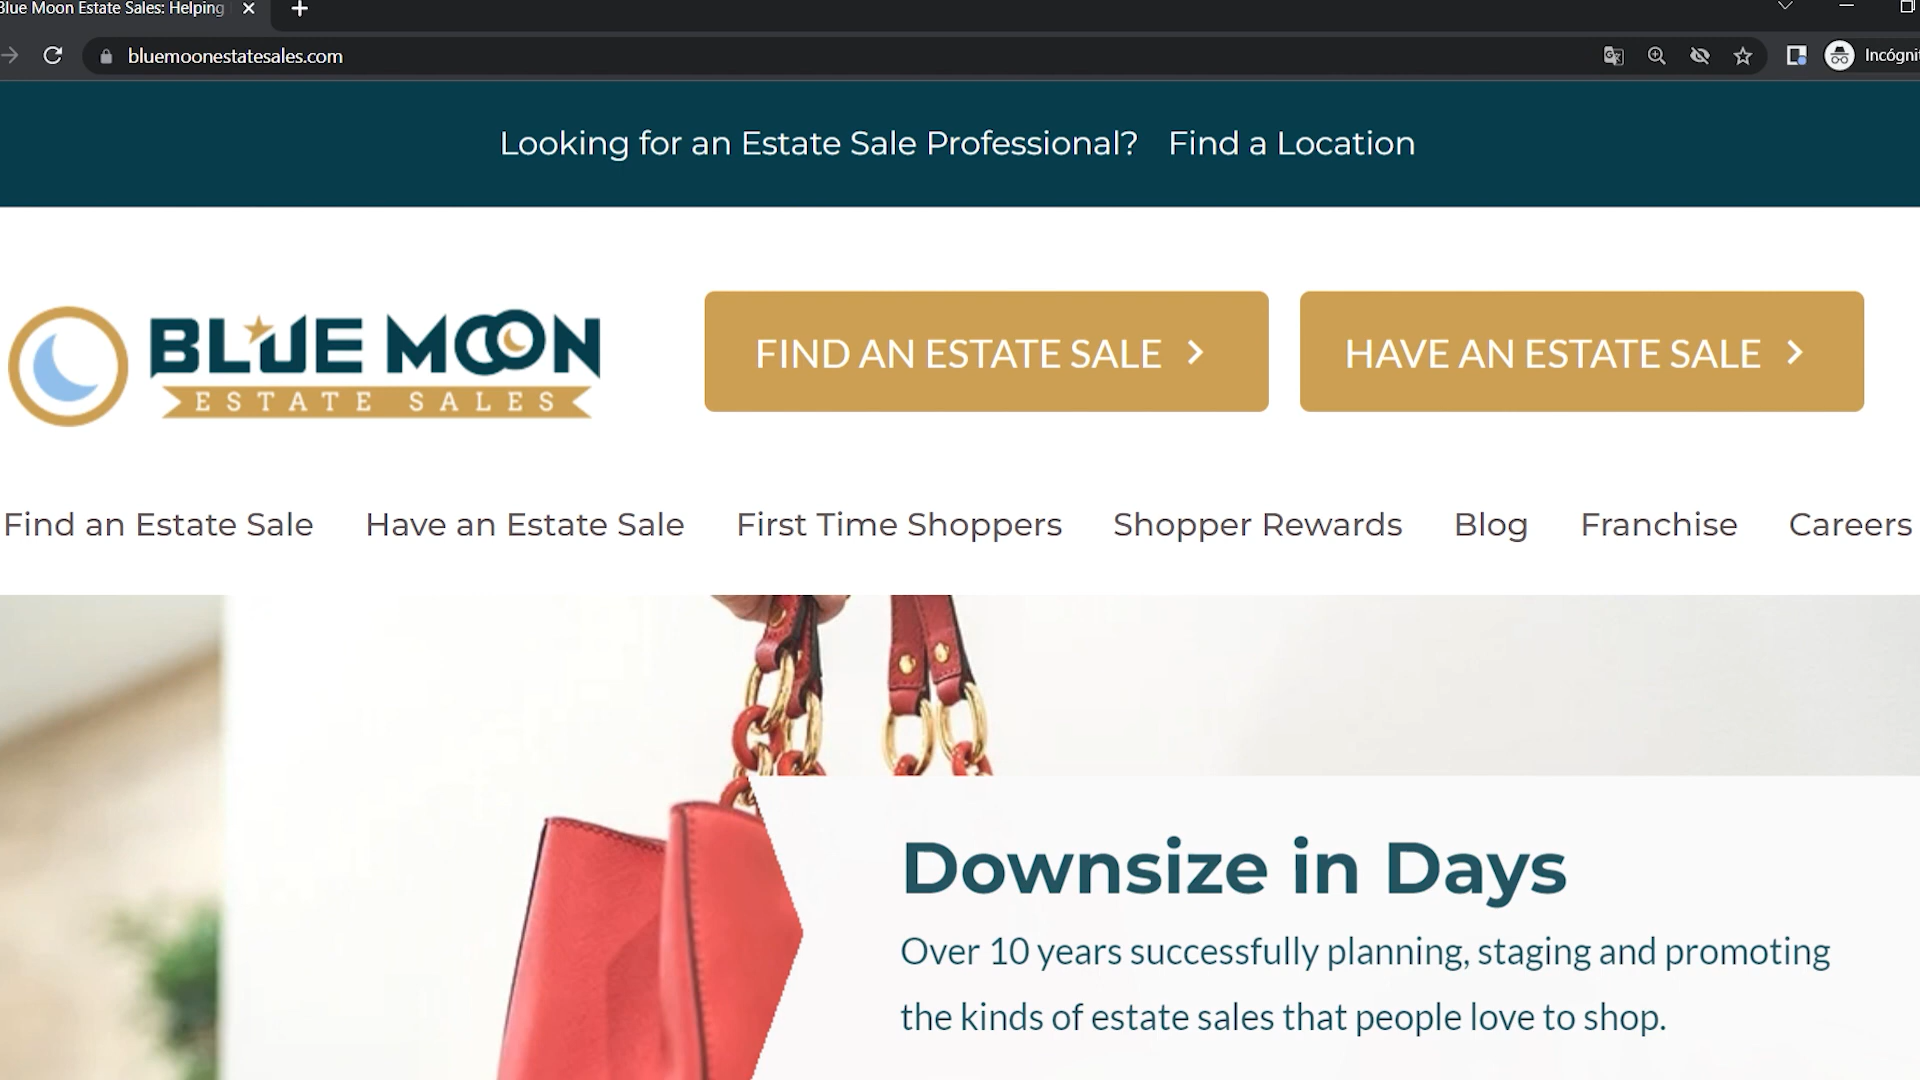 Blue Moon Estate Sales: Helping
bluemoonestatesales.com
Incógni
Looking for an Estate Sale Professional? Find a Location
BLUE MOON
ESTATE SALES
FIND AN ESTATE SALE
HAVE AN ESTATE SALE
Find an Estate Sale Have an Estate Sale First Time Shoppers Shopper Rewards Blog Franchise Careers
Downsize in Days
Over 10 years successfully planning, staging and promoting
the kinds of estate sales that people love to shop.